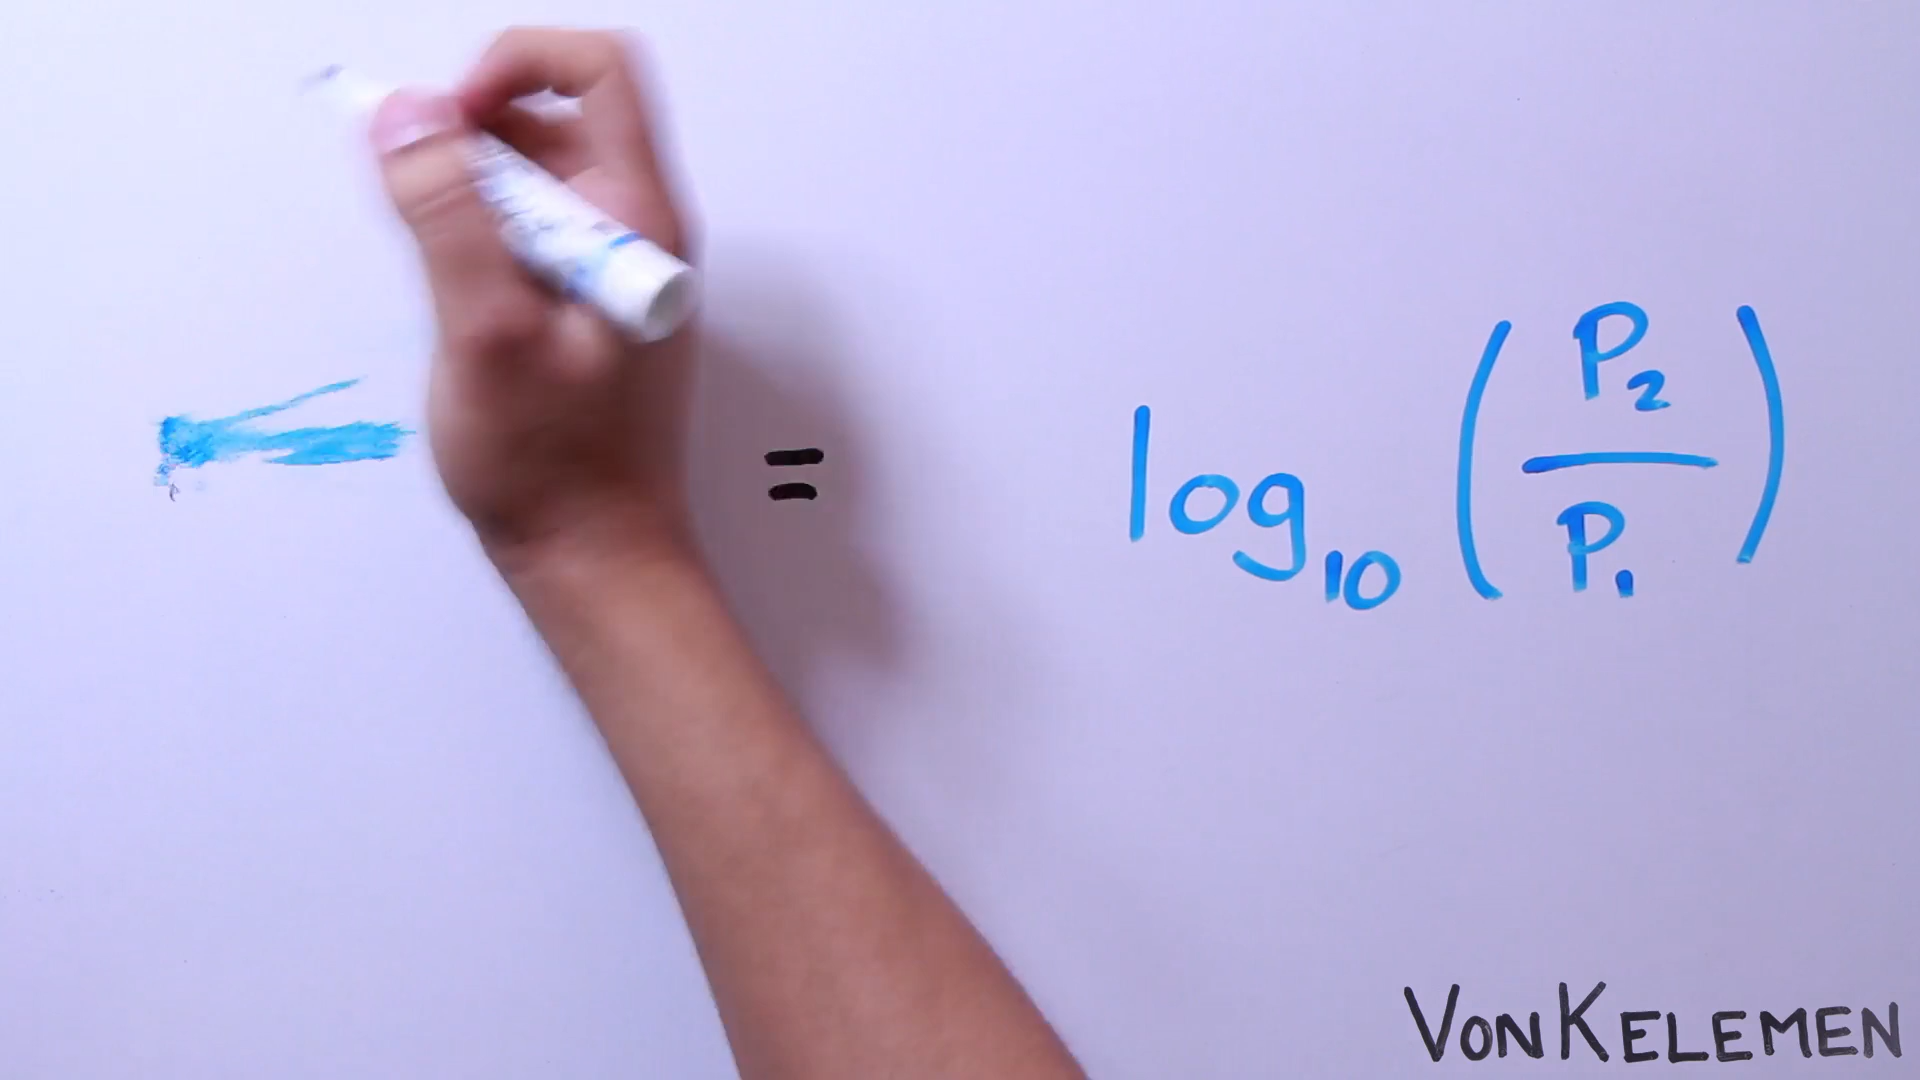 = log₁₀ (P₂/P₁)
VONKELEMEN